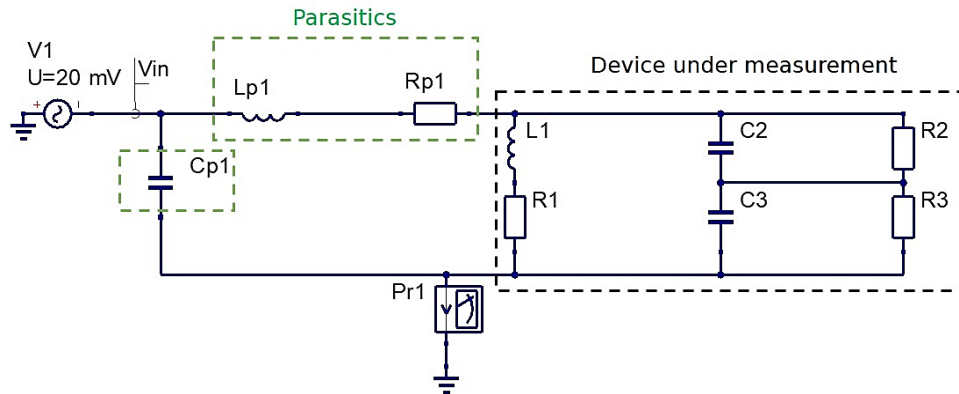 Parasitics
V1
U=20 mV
Vin
Lp1
Rp1
Device under measurement
Cp1
L1
C2
R2
R1
C3
R3
Pr1